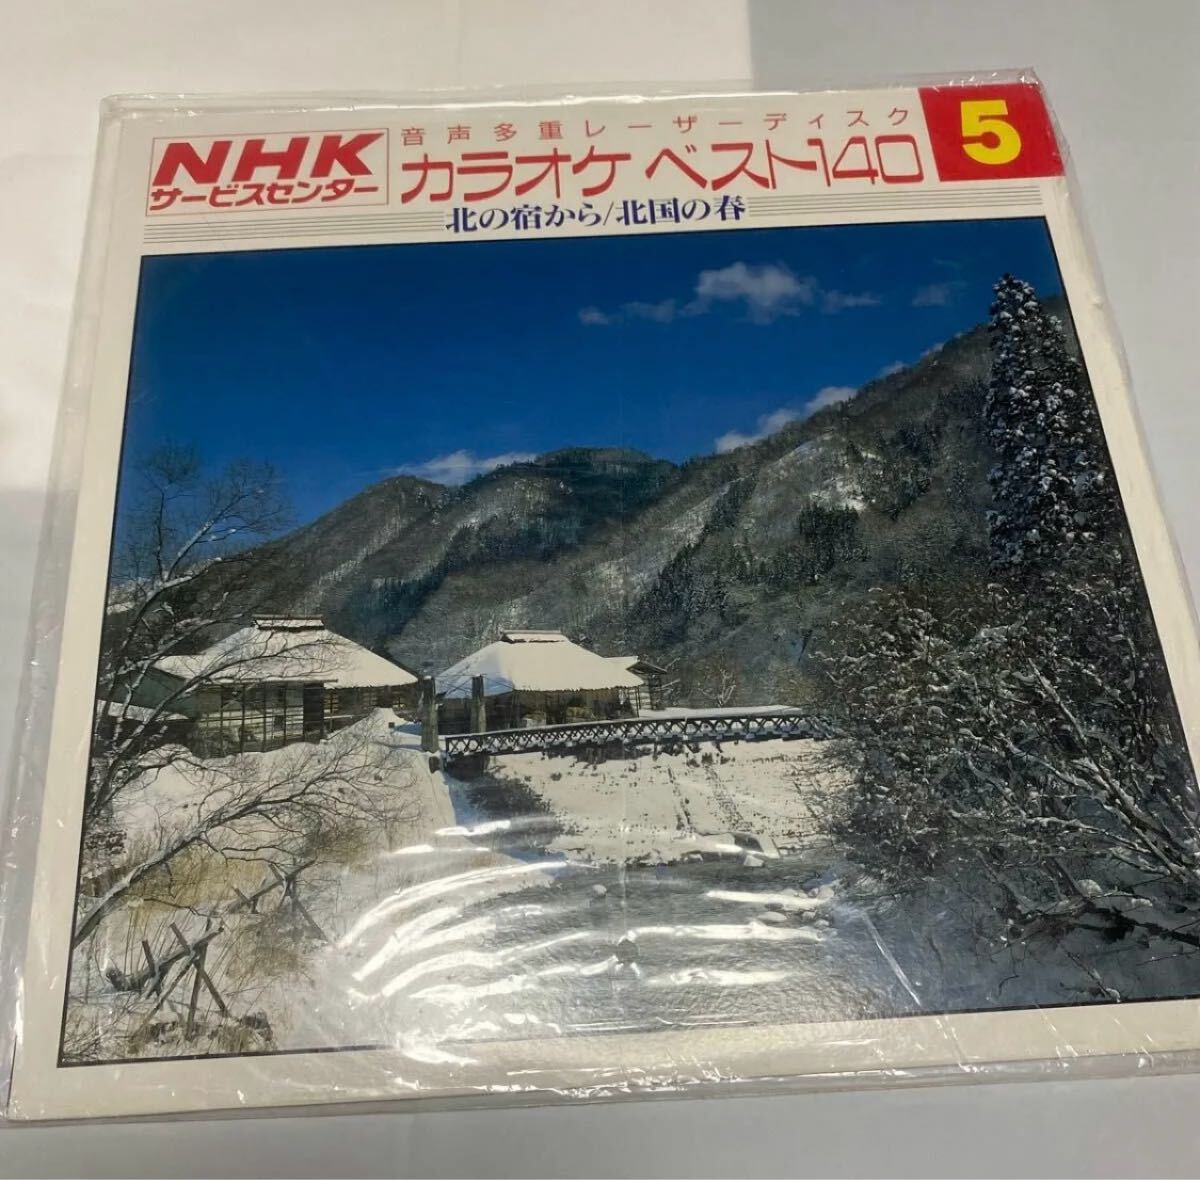 NHK
サービスセンター
音声多重レーザーディスク
カラオケ ベスト140
5
北の宿から/北国の春